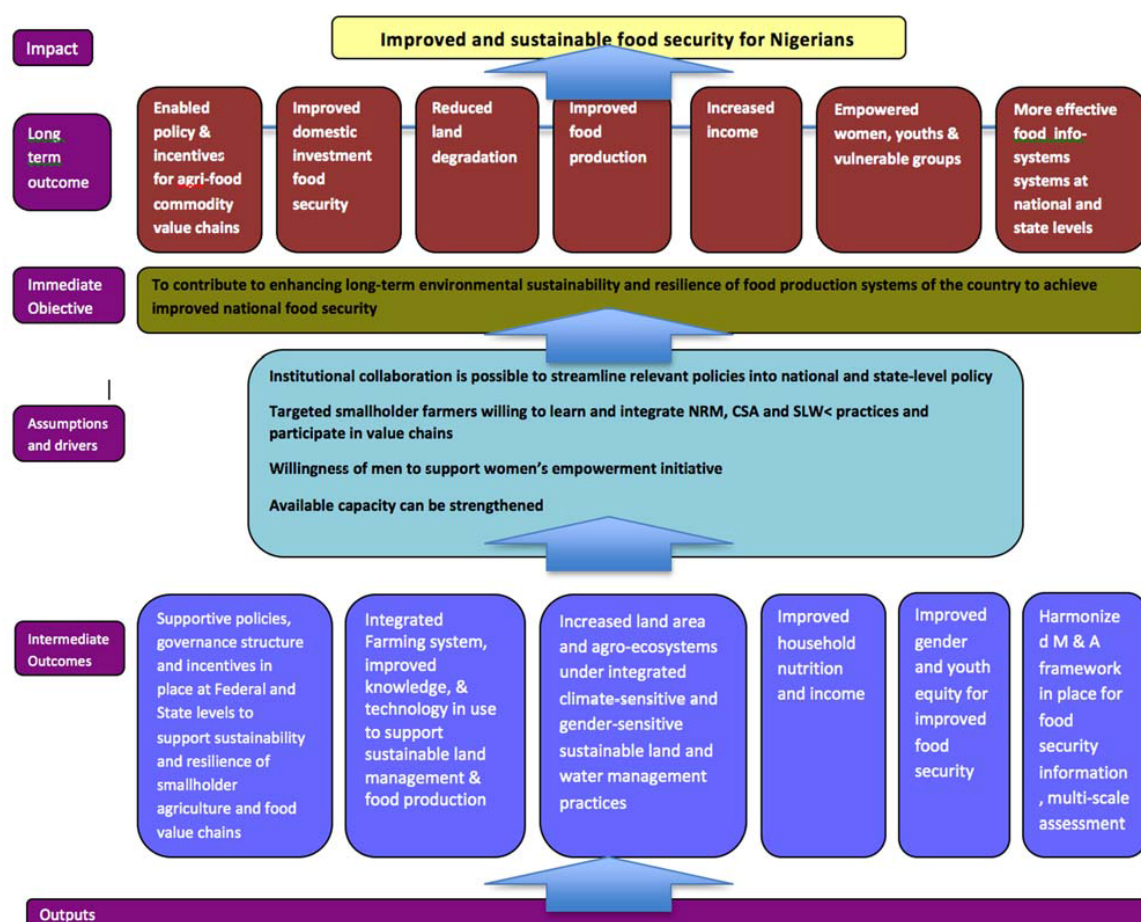 Impact
Improved and sustainable food security for Nigerians
Long
term
outcome
Enabled
policy &
incentives
for agri-food
commodity
value chains
Improved
domestic
investment
food
security
Reduced
land
degradation
Improved
food
production
Increased
income
Empowered
women, youths &
vulnerable groups
More effective
food info-
systems
systems at
national and
state levels
Immediate
Objective
To contribute to enhancing long-term environmental sustainability and resilience of food production systems of the country to achieve
improved national food security
Assumptions
and drivers
Institutional collaboration is possible to streamline relevant policies into national and state-level policy
Targeted smallholder farmers willing to learn and integrate NRM, CSA and SLW< practices and
participate in value chains
Willingness of men to support women's empowerment initiative
Available capacity can be strengthened
Intermediate
Outcomes
Supportive policies,
governance structure
and incentives in
place at Federal and
State levels to
support sustainability
and resilience of
smallholder
agriculture and food
value chains
Integrated
Farming system,
improved
knowledge, &
technology in use
to support
sustainable land
management &
food production
Increased land area
and agro-ecosystems
under integrated
climate-sensitive and
gender-sensitive
sustainable land and
water management
practices
Improved
household
nutrition
and income
Improved
gender
and youth
equity for
improved
food
security
Harmonize
d M & A
framework
in place for
food
security
information
, multi-scale
assessment
Outputs